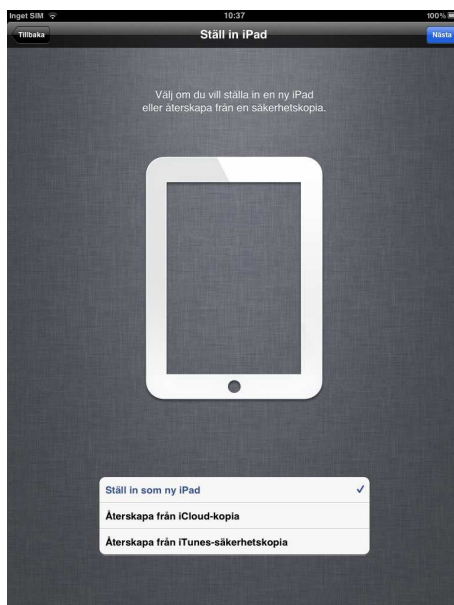 Inget SIM 10:37 100%
Tillbaka Ställ in iPad Nästa
Välj om du vill ställa in en ny iPad
eller återskapa från en säkerhetskopia.
Ställ in som ny iPad
Återskapa från iCloud-kopia
Återskapa från iTunes-säkerhetskopia